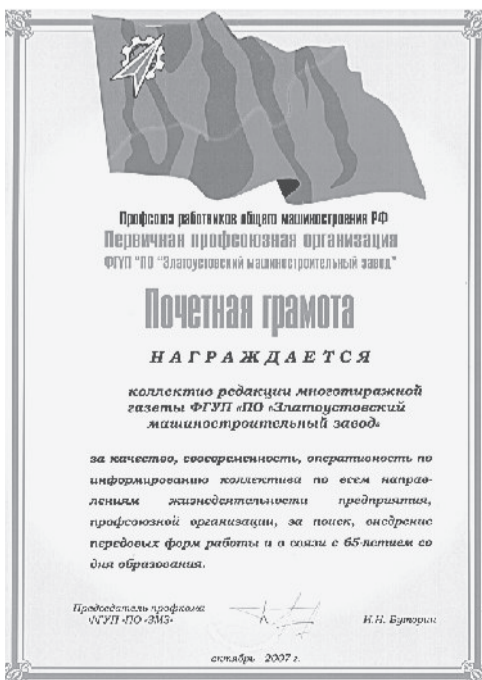 Профсоюз работников общего машиностроения РФ
Первичная профсоюзная организация
ФГУП "ПО "Златоустовский машиностроительный завод"
Почетная грамота
НАГРАЖДАЕТСЯ
коллектив редакции многотиражной
газеты ФГУП «ПО «Златоустовский
машиностроительный завод»
за качество, своевременность, оперативность по
информированию коллектива по всем направ-
лениям жизнедеятельности предприятия,
профсоюзной организации, за поиск, внедрение
передовых форм работы и в связи с 65-летием со
дня образования.
Председатель профкома
ФГУП «ПО «ЗМЗ»
И.Н. Буторин
октябрь 2007 г.